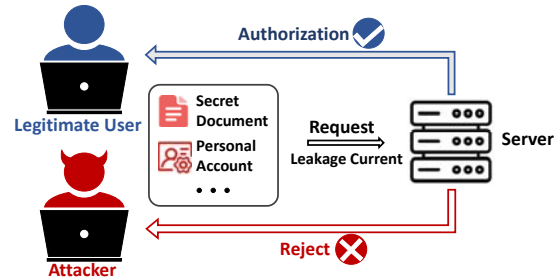 Authorization
Legitimate User
Secret
Document
Personal
Account
• • •
Request
Leakage Current
Server
Attacker
Reject